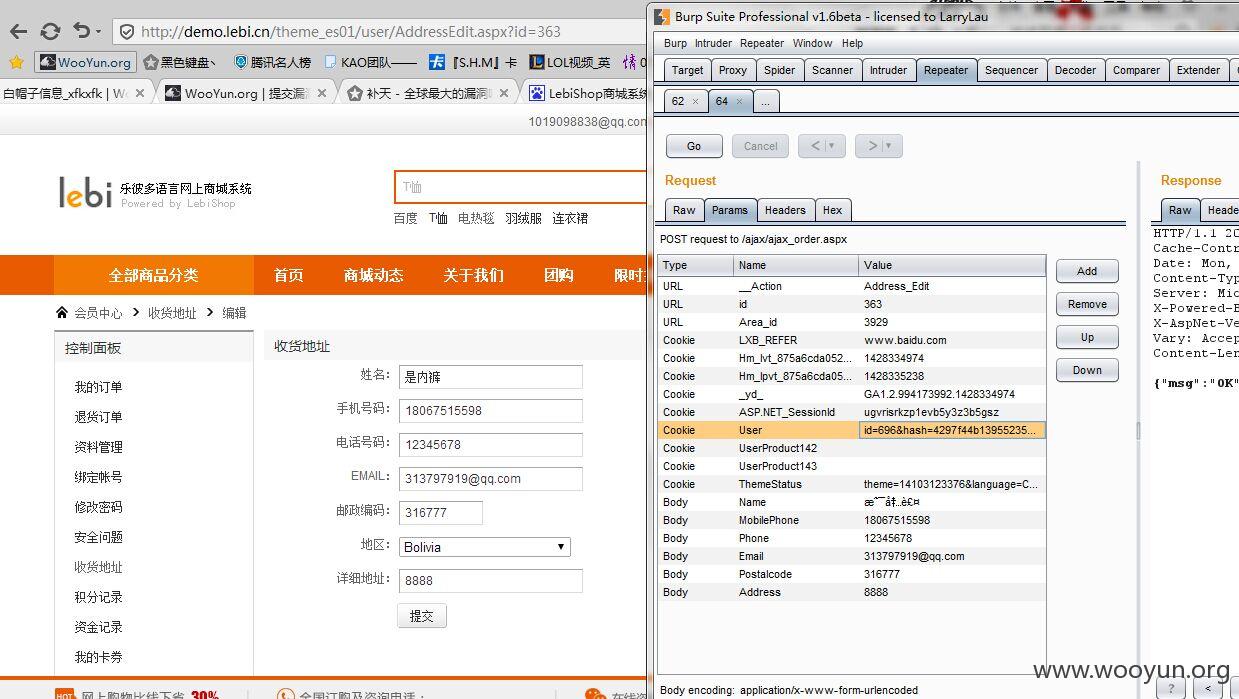 Burp Suite Professional v1.6beta - licensed to LarryLau
http://demo.lebi.cn/theme_es01/user/AddressEdit.aspx?id=363
WooYun.org 黑色键盘丶 腾讯名人榜 KAO团队—— 『S.H.M』卡 LOL视频_英
白帽子信息_xfkxfk | W
WooYun.org | 提交漏
补天 - 全球最大的漏洞
LebiShop商城系统
1019098838@qq.com
lebi 乐彼多语言网上商城系统
Powered by LebiShop
T恤
百度 T恤 电热毯 羽绒服 连衣裙
全部商品分类 首页 商城动态 关于我们 团购 限时
会员中心 > 收货地址 > 编辑
控制面板
我的订单
退货订单
资料管理
绑定帐号
修改密码
安全问题
收货地址
积分记录
资金记录
我的卡券
收货地址
姓名: 是内裤
手机号码: 18067515598
电话号码: 12345678
EMAIL: 313797919@qq.com
邮政编码: 316777
地区: Bolivia
详细地址: 8888
提交
HOT 网上购物比线下省 30%
全国订购及咨询电话:
在线咨
Burp Intruder Repeater Window Help
Target Proxy Spider Scanner Intruder Repeater Sequencer Decoder Comparer Extender
62 × 64 × ...
Go Cancel < >
Request
Raw Params Headers Hex
POST request to /ajax/ajax_order.aspx
Type Name Value
URL __Action Address_Edit
URL id 363
URL Area_id 3929
Cookie LXB_REFER www.baidu.com
Cookie Hm_lvt_875a6cda052... 1428334974
Cookie Hm_lpvt_875a6cda05... 1428335238
Cookie _yd_ GA1.2.994173992.1428334974
Cookie ASP.NET_SessionId ugvrisrkzp1evb5y3z3b5gsz
Cookie User id=696&hash=4297f44b13955235...
Cookie UserProduct142
Cookie UserProduct143
Cookie ThemeStatus theme=14103123376&language=C...
Body Name
Body MobilePhone 18067515598
Body Phone 12345678
Body Email 313797919@qq.com
Body Postalcode 316777
Body Address 8888
Add
Remove
Up
Down
Body encoding: application/x-www-form-urlencoded
Response
Raw Heade
HTTP/1.1 20
Cache-Contr
Date: Mon,
Content-Typ
Server: Mic
X-Powered-B
X-AspNet-Ve
Vary: Accep
Content-Len
{"msg":"OK"
? <
www.wooyun.org